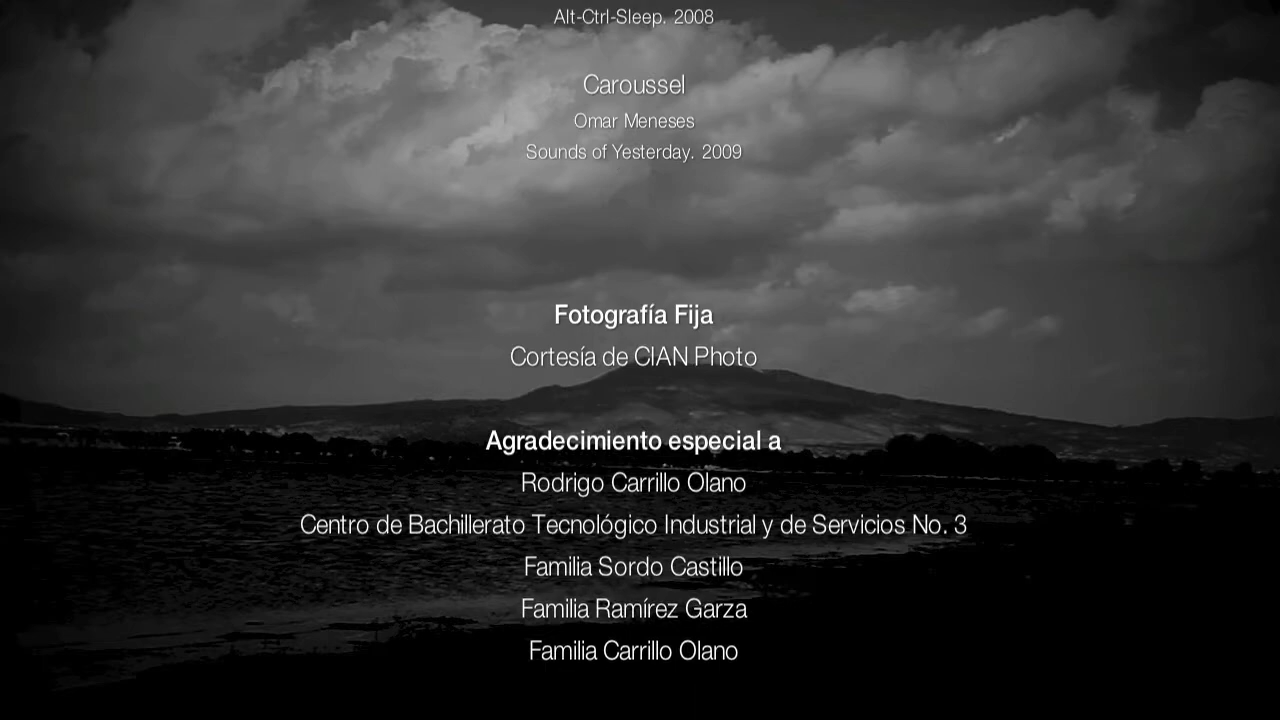 Alt-Ctrl-Sleep. 2008
Caroussel
Omar Meneses
Sounds of Yesterday. 2009
Fotografía Fija
Cortesía de CIAN Photo
Agradecimiento especial a
Rodrigo Carrillo Olano
Centro de Bachillerato Tecnológico Industrial y de Servicios No. 3
Familia Sordo Castillo
Familia Ramírez Garza
Familia Carrillo Olano